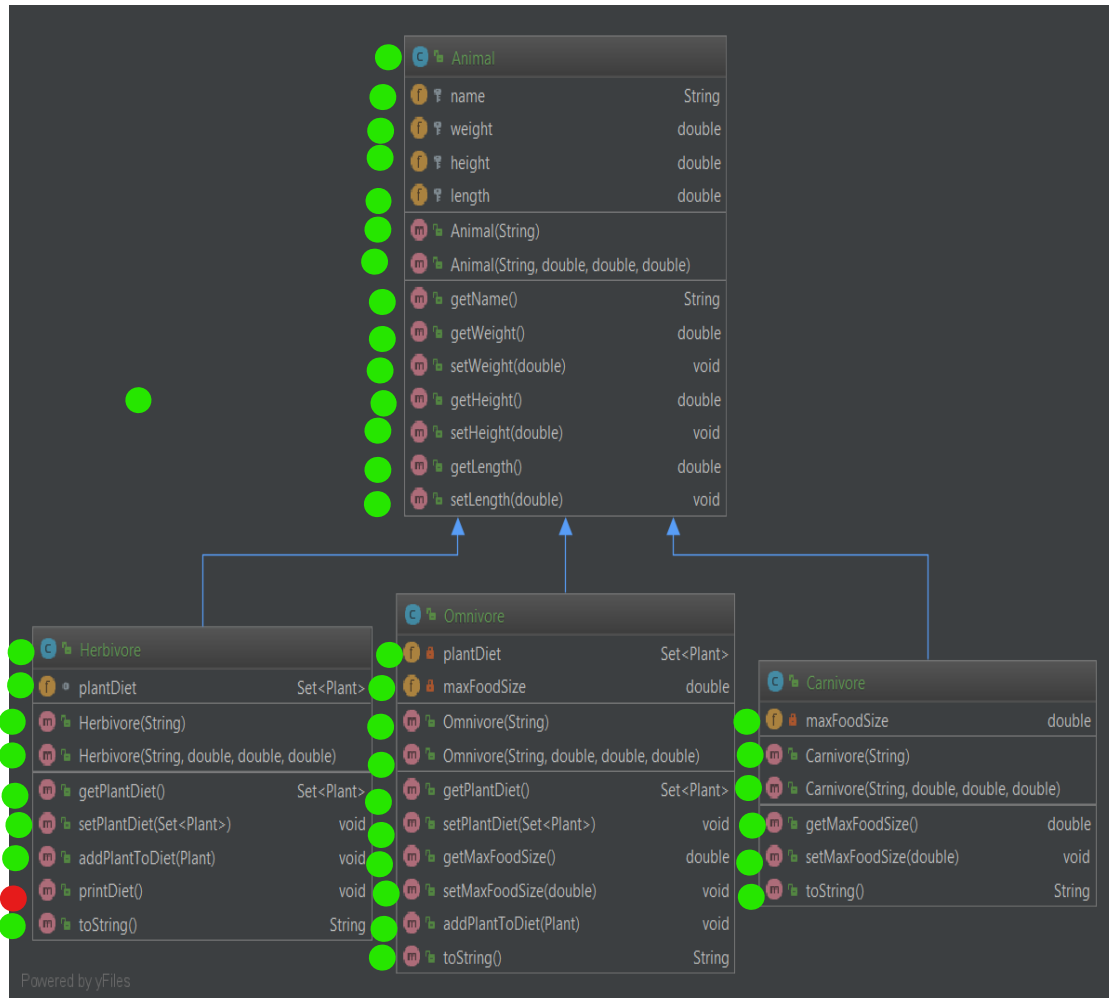 Animal
name String
weight double
height double
length double
Animal(String)
Animal(String, double, double, double)
getName() String
getWeight() double
setWeight(double) void
getHeight() double
setHeight(double) void
getLength() double
setLength(double) void
Herbivore
plantDiet Set<Plant>
Herbivore(String)
Herbivore(String, double, double, double)
getPlantDiet() Set<Plant>
setPlantDiet(Set<Plant>) void
addPlantToDiet(Plant) void
printDiet() void
toString() String
Omnivore
plantDiet Set<Plant>
maxFoodSize double
Omnivore(String)
Omnivore(String, double, double, double)
getPlantDiet() Set<Plant>
setPlantDiet(Set<Plant>) void
getMaxFoodSize() double
setMaxFoodSize(double) void
addPlantToDiet(Plant) void
toString() String
Carnivore
maxFoodSize double
Carnivore(String)
Carnivore(String, double, double, double)
getMaxFoodSize() double
setMaxFoodSize(double) void
toString() String
Powered by yFiles